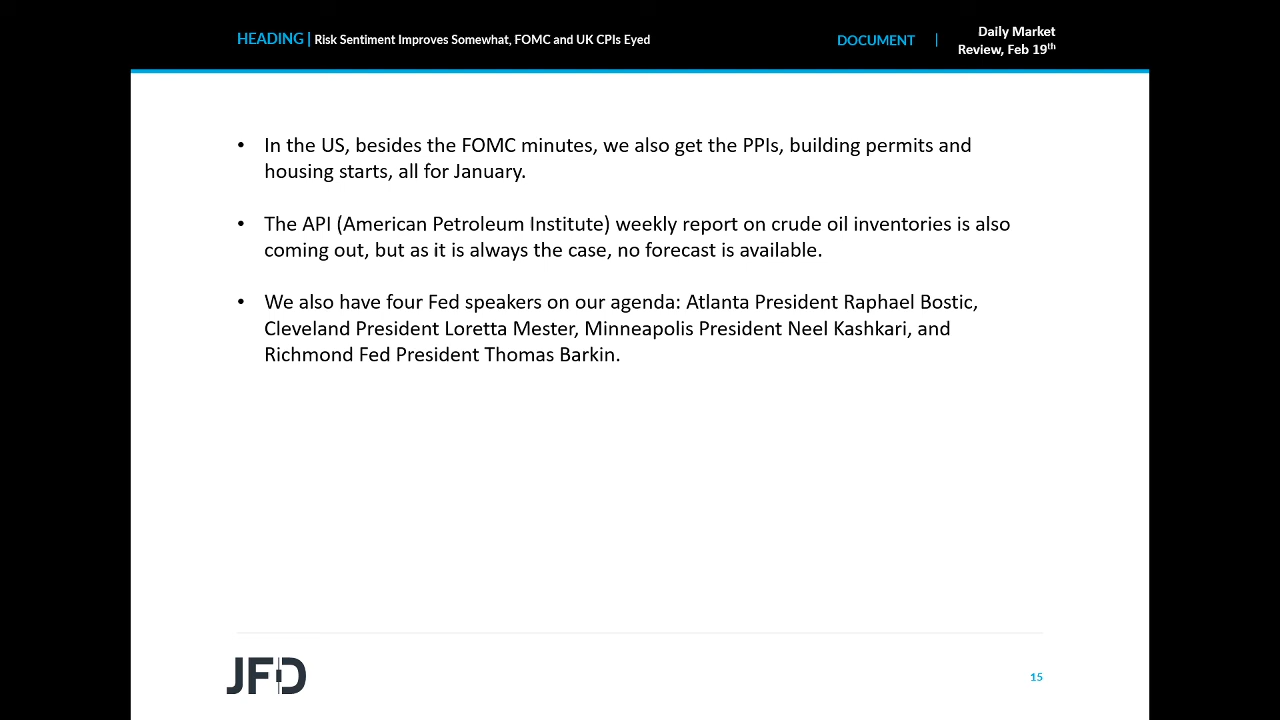 HEADING | Risk Sentiment Improves Somewhat, FOMC and UK CPIs Eyed
DOCUMENT |
Daily Market
Review, Feb 19th
• In the US, besides the FOMC minutes, we also get the PPIs, building permits and
housing starts, all for January.
• The API (American Petroleum Institute) weekly report on crude oil inventories is also
coming out, but as it is always the case, no forecast is available.
• We also have four Fed speakers on our agenda: Atlanta President Raphael Bostic,
Cleveland President Loretta Mester, Minneapolis President Neel Kashkari, and
Richmond Fed President Thomas Barkin.
JFD
15